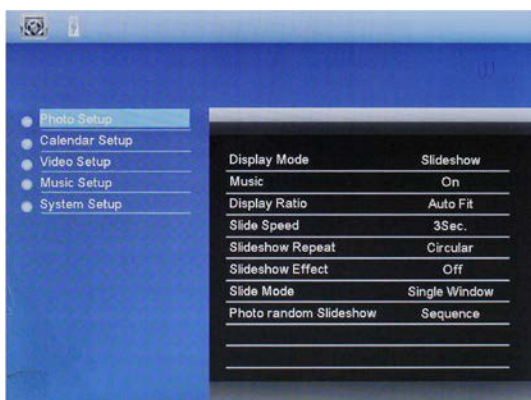 Photo Setup
Calendar Setup
Video Setup
Music Setup
System Setup
Display Mode Slideshow
Music On
Display Ratio Auto Fit
Slide Speed 3Sec.
Slideshow Repeat Circular
Slideshow Effect Off
Slide Mode Single Window
Photo random Slideshow Sequence